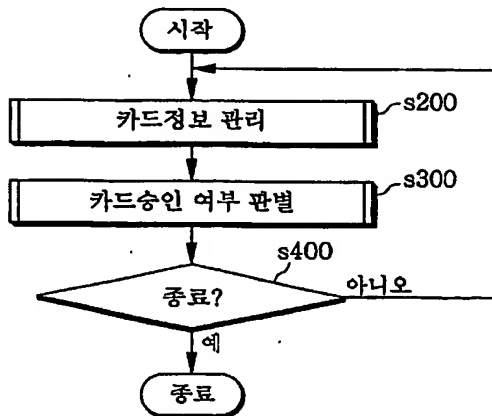 시작
카드정보 관리
s200
카드승인 여부 판별
s300
s400
종료?
아니오
예
종료